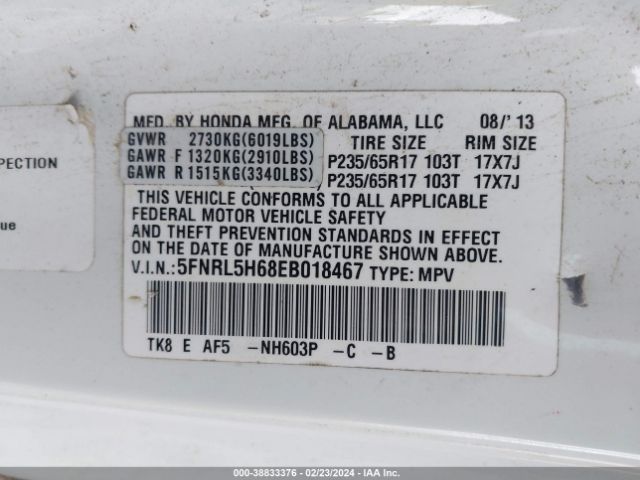 MFD. BY HONDA MFG. OF ALABAMA, LLC 08/' 13
GVWR 2730KG(6019LBS) TIRE SIZE RIM SIZE
GAWR F 1320KG(2910LBS) P235/65R17 103T 17X7J
GAWR R 1515KG(3340LBS) P235/65R17 103T 17X7J
THIS VEHICLE CONFORMS TO ALL APPLICABLE
FEDERAL MOTOR VEHICLE SAFETY
AND THEFT PREVENTION STANDARDS IN EFFECT
ON THE DATE OF MANUFACTURE SHOWN ABOVE.
V.I.N.:5FNRL5H68EB018467 TYPE: MPV
TK8 E AF5 -NH603P -C -B
000-38833376 - 02/23/2024 - IAA Inc.